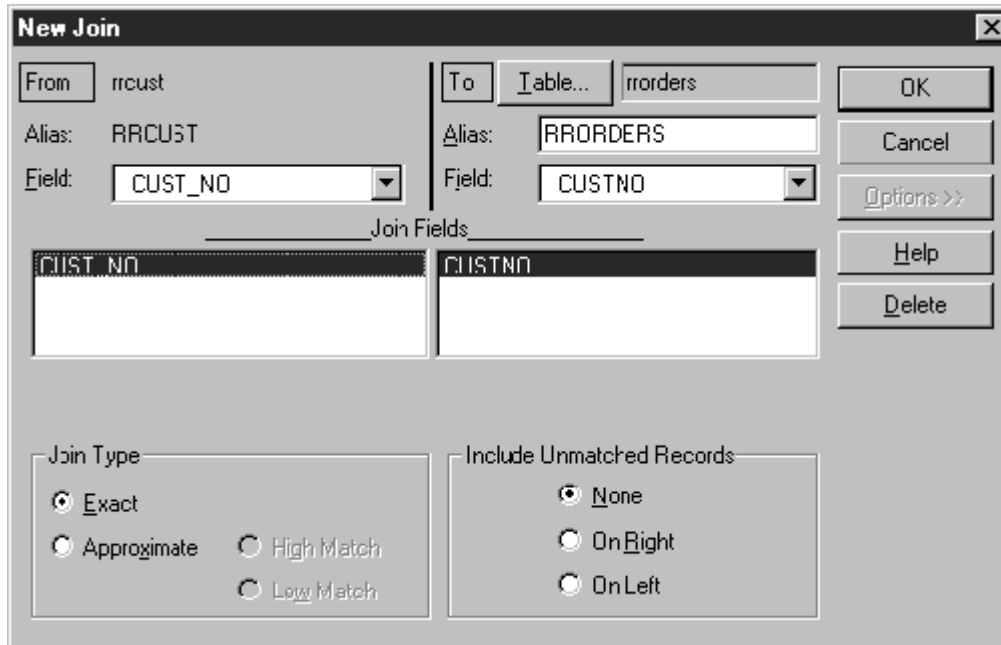 New Join
From rrcust
To Table... rrorders
OK
Alias: RRCUST
Alias: RRORDERS
Cancel
Field: CUST_NO
Field: CUSTNO
Options >>
Join Fields
CUST_NO
CUSTNO
Help
Delete
Join Type
Include Unmatched Records
Exact
None
Approximate
High Match
On Right
Low Match
On Left